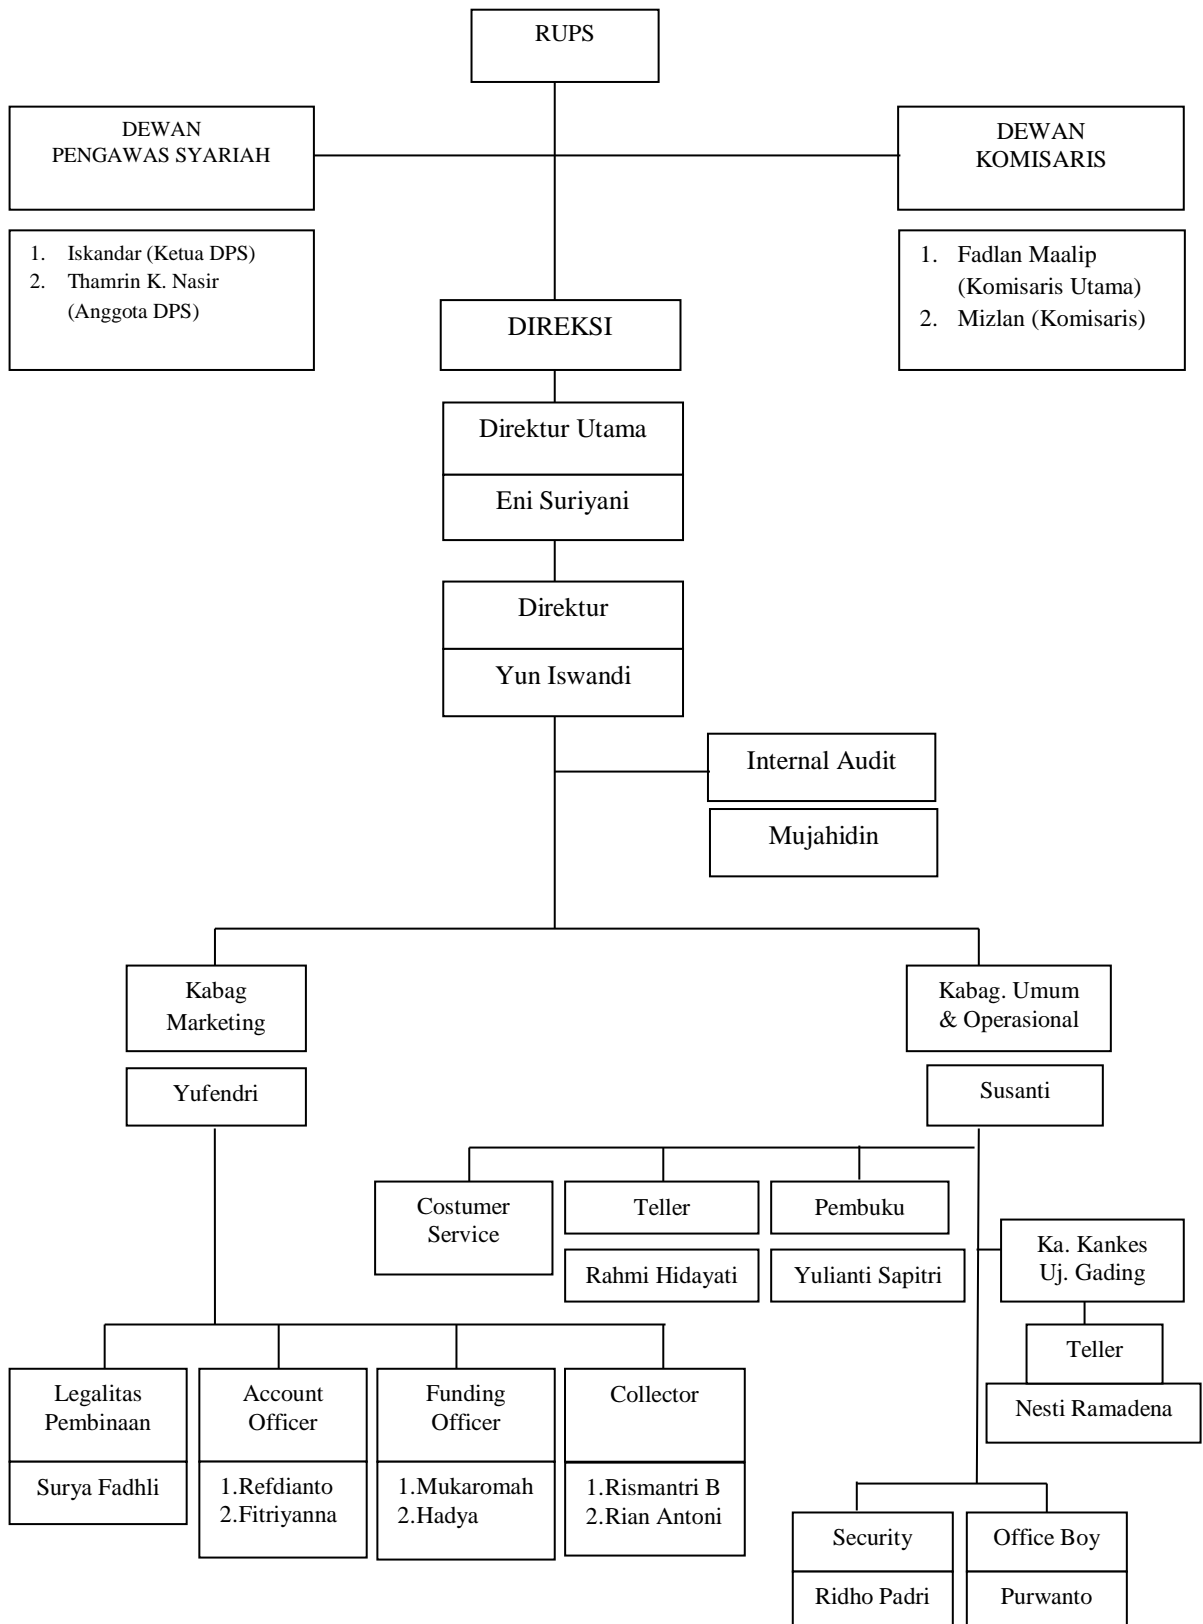 RUPS
DEWAN
PENGAWAS SYARIAH
DEWAN
KOMISARIS
1. Iskandar (Ketua DPS)
2. Thamrin K. Nasir
(Anggota DPS)
1. Fadlan Maalip
(Komisaris Utama)
2. Mizlan (Komisaris)
DIREKSI
Direktur Utama
Eni Suriyani
Direktur
Yun Iswandi
Internal Audit
Mujahidin
Kabag
Marketing
Yufendri
Kabag. Umum
& Operasional
Susanti
Costumer
Service
Teller
Rahmi Hidayati
Pembuku
Yulianti Sapitri
Ka. Kankes
Uj. Gading
Teller
Nesti Ramadena
Legalitas
Pembinaan
Surya Fadhli
Account
Officer
1.Refdianto
2.Fitriyanna
Funding
Officer
1.Mukaromah
2.Hadya
Collector
1.Rismantri B
2.Rian Antoni
Security
Ridho Padri
Office Boy
Purwanto